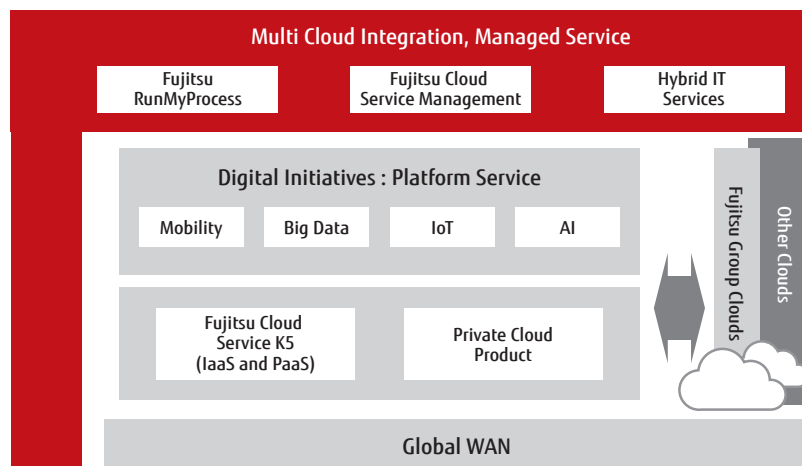 Multi Cloud Integration, Managed Service
Fujitsu
RunMyProcess
Fujitsu Cloud
Service Management
Hybrid IT
Services
Digital Initiatives : Platform Service
Mobility
Big Data
IoT
AI
Fujitsu Cloud
Service K5
(IaaS and PaaS)
Private Cloud
Product
Fujitsu Group Clouds
Other Clouds
Global WAN